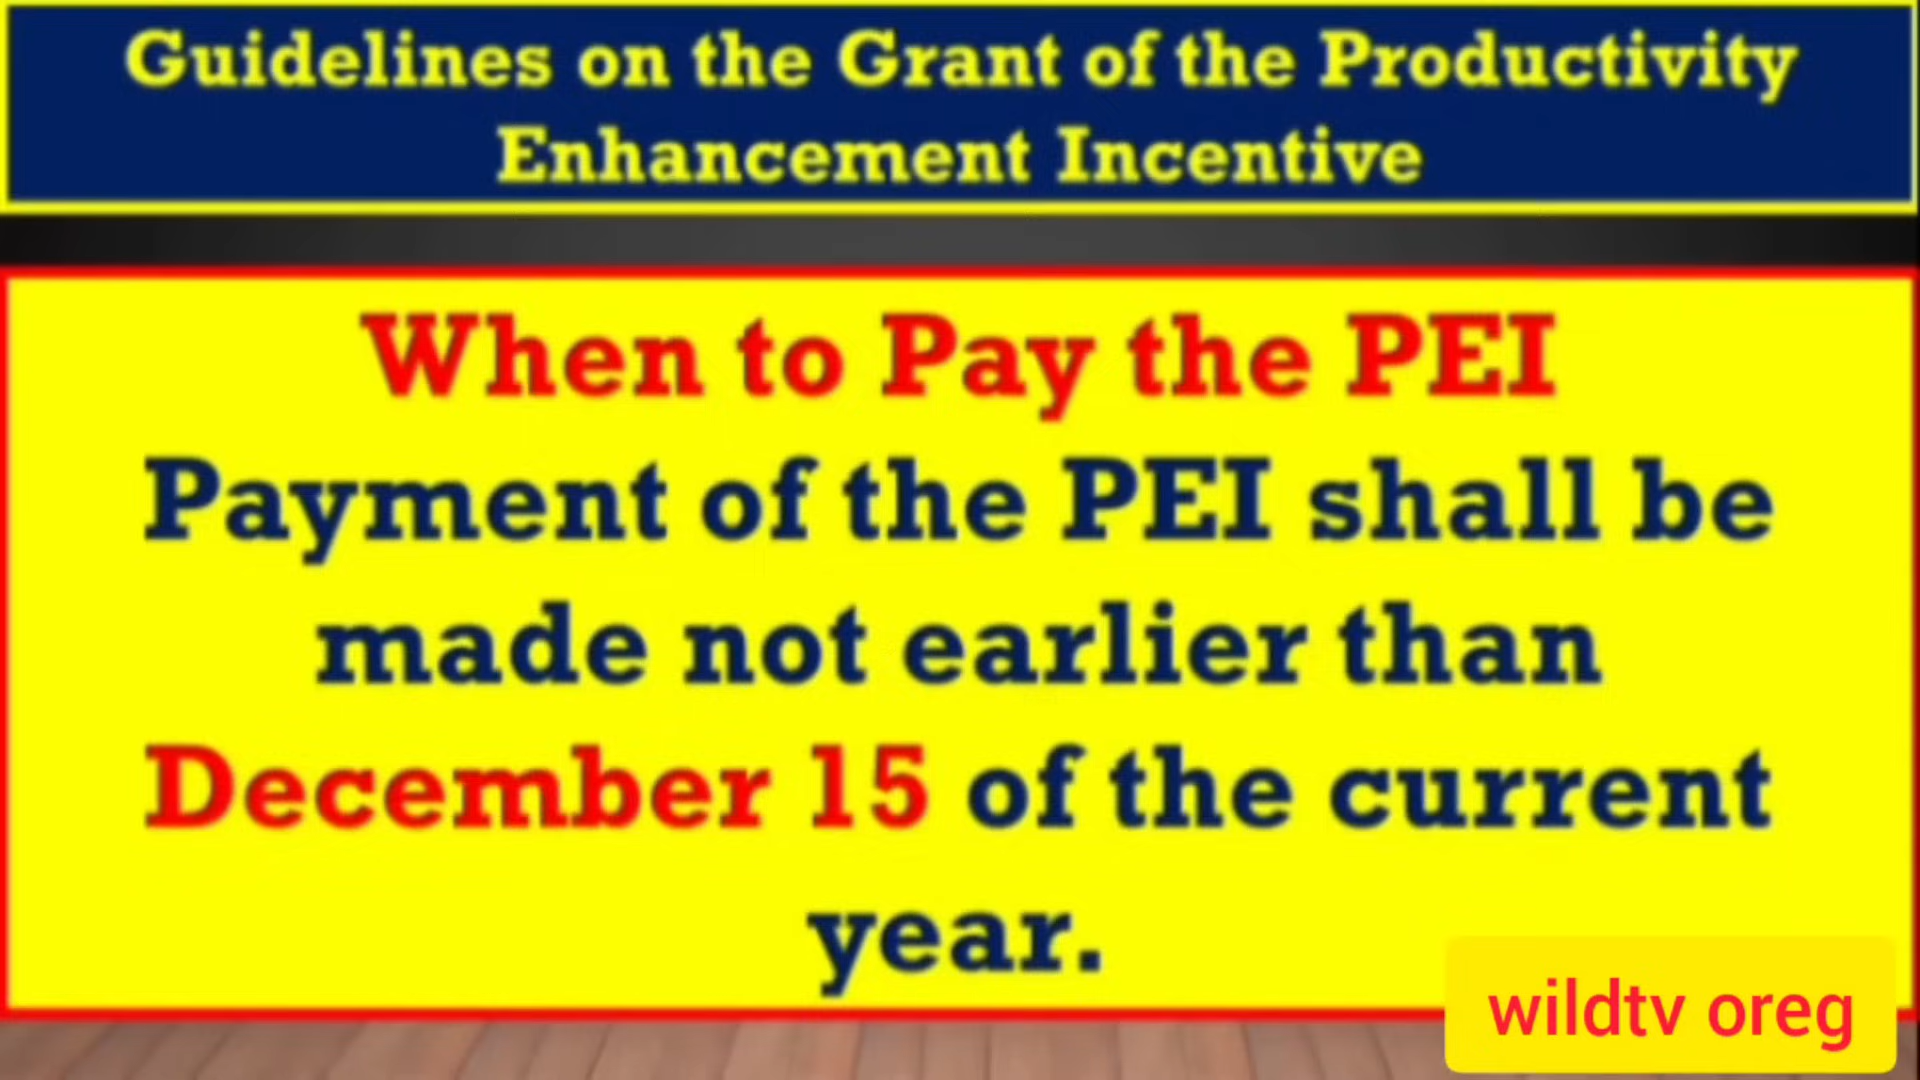 Guidelines on the Grant of the Productivity
Enhancement Incentive
When to Pay the PEI
Payment of the PEI shall be
made not earlier than
December 15 of the current
year.
wildtv oreg